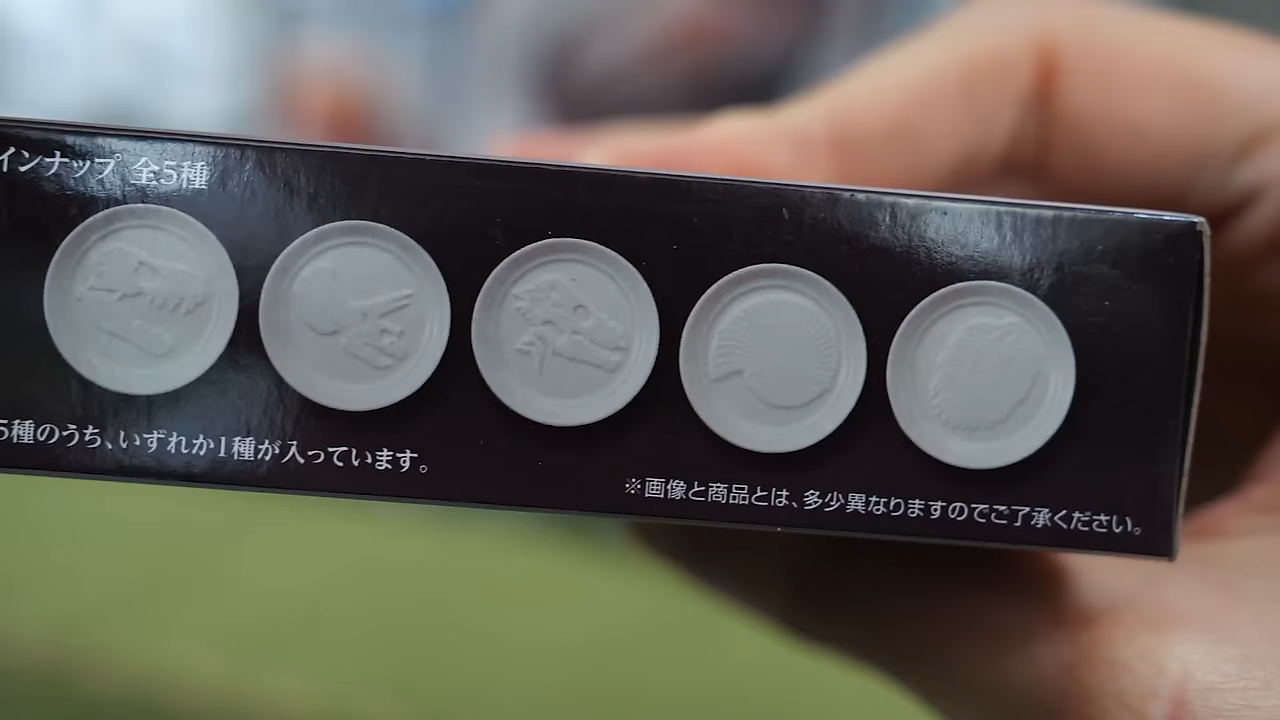 インナップ 全5種
5種のうち、いずれか1種が入っています。
※画像と商品とは、多少異なりますのでご了承ください。